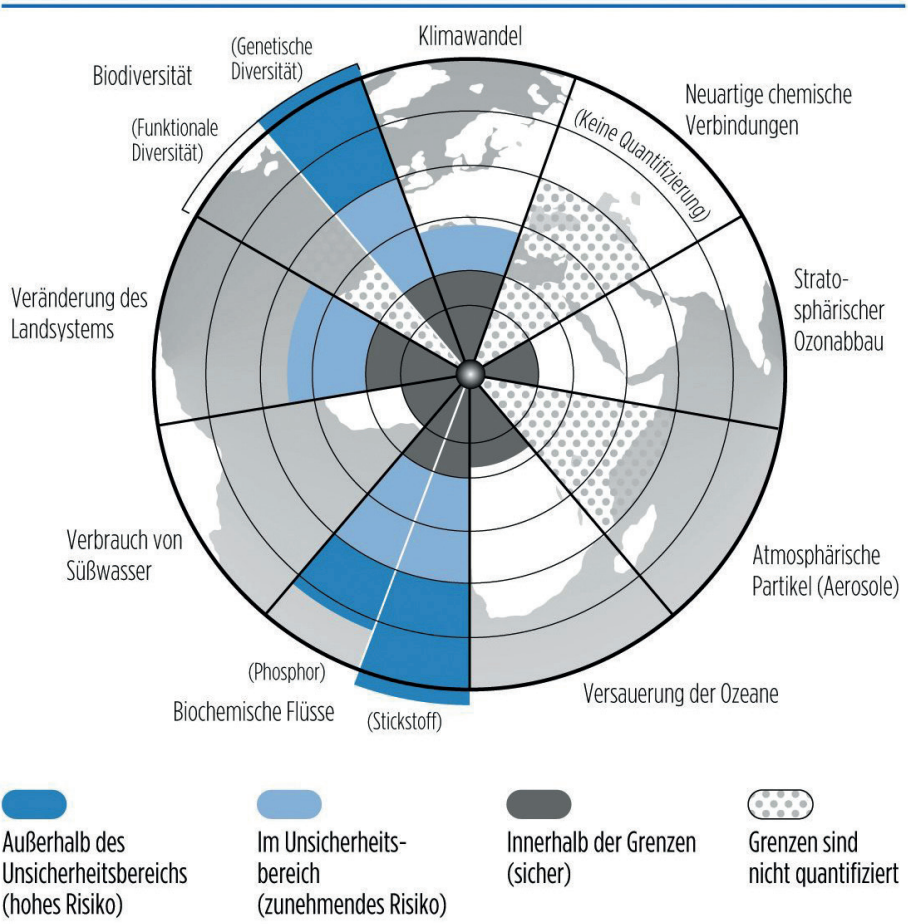 Klimawandel
(Genetische
Diversität)
Biodiversität
(Funktionale
Diversität)
Neuartige chemische
Verbindungen
(Keine Quantifizierung)
Strato-
sphärischer
Ozonabbau
Veränderung des
Landsystems
Verbrauch von
Süßwasser
Atmosphärische
Partikel (Aerosole)
(Phosphor)
Biochemische Flüsse
(Stickstoff)
Versauerung der Ozeane
Außerhalb des
Unsicherheitsbereichs
(hohes Risiko)
Im Unsicherheits-
bereich
(zunehmendes Risiko)
Innerhalb der Grenzen
(sicher)
Grenzen sind
nicht quantifiziert